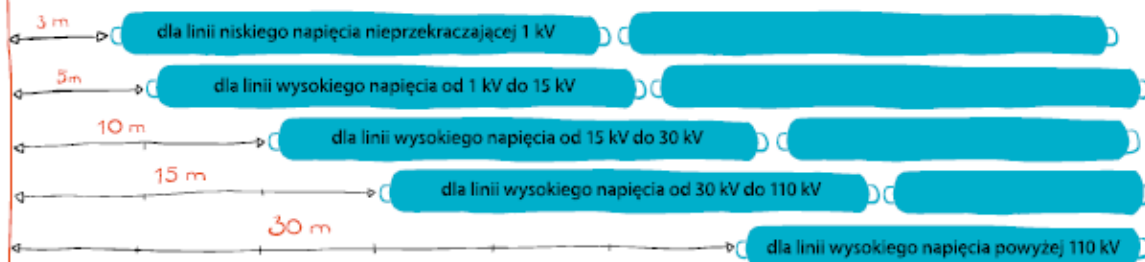 3 m
dla linii niskiego napięcia nieprzekraczającej 1 kV
5m
dla linii wysokiego napięcia od 1 kV do 15 kV
10 m
dla linii wysokiego napięcia od 15 kV do 30 kV
15 m
dla linii wysokiego napięcia od 30 kV do 110 kV
30 m
dla linii wysokiego napięcia powyżej 110 kV